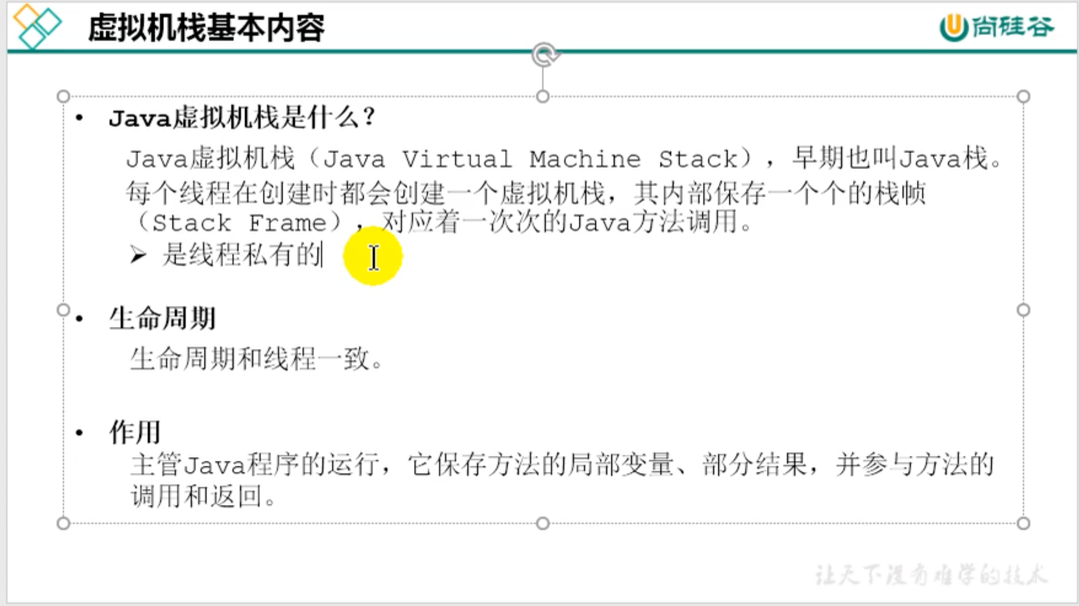 虚拟机栈基本内容
尚硅谷
• Java虚拟机栈是什么？
Java虚拟机栈（Java Virtual Machine Stack），早期也叫Java栈。
每个线程在创建时都会创建一个虚拟机栈，其内部保存一个个的栈帧
（Stack Frame），对应着一次次的Java方法调用。
➢ 是线程私有的
• 生命周期
生命周期和线程一致。
• 作用
主管Java程序的运行，它保存方法的局部变量、部分结果，并参与方法的
调用和返回。
让天下没有难学的技术